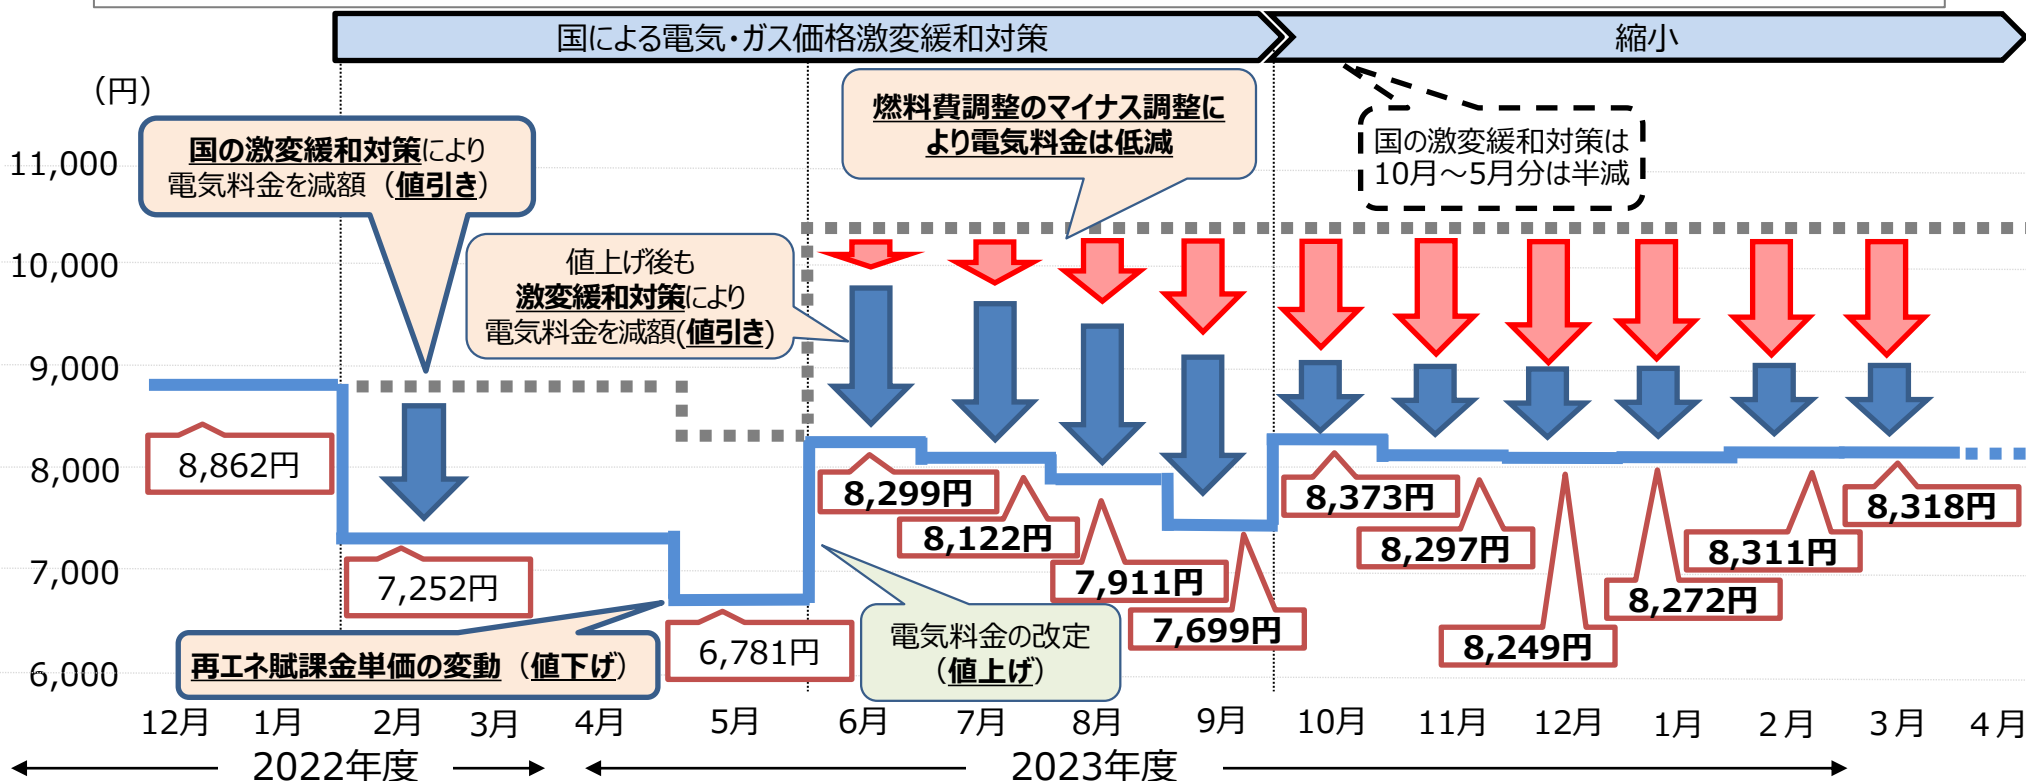 国による電気・ガス価格激変緩和対策
縮小
（円）
国の激変緩和対策により
電気料金を減額（値引き）
燃料費調整のマイナス調整に
より電気料金は低減
国の激変緩和対策は
10月～5月分は半減
値上げ後も
激変緩和対策により
電気料金を減額(値引き)
11,000
10,000
9,000
8,000
7,000
6,000
8,862円
7,252円
6,781円
8,299円
8,122円
7,911円
7,699円
8,373円
8,297円
8,249円
8,272円
8,311円
8,318円
再エネ賦課金単価の変動（値下げ）
電気料金の改定
（値上げ）
12月
1月
2月
3月
4月
5月
6月
7月
8月
9月
10月
11月
12月
1月
２月
３月
４月
2022年度
2023年度